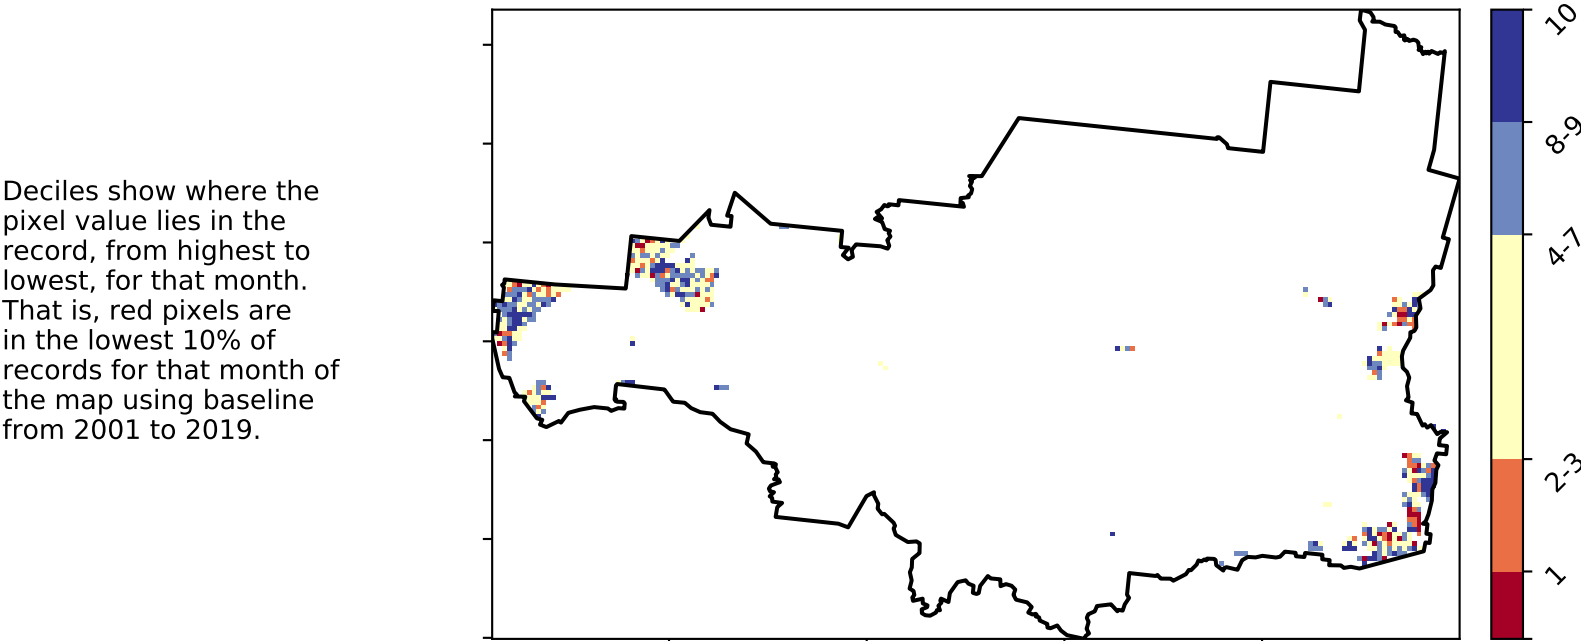 Deciles show where the
pixel value lies in the
record, from highest to
lowest, for that month.
That is, red pixels are
in the lowest 10% of
records for that month of
the map using baseline
from 2001 to 2019.
10
8-9
4-7
2-3
1